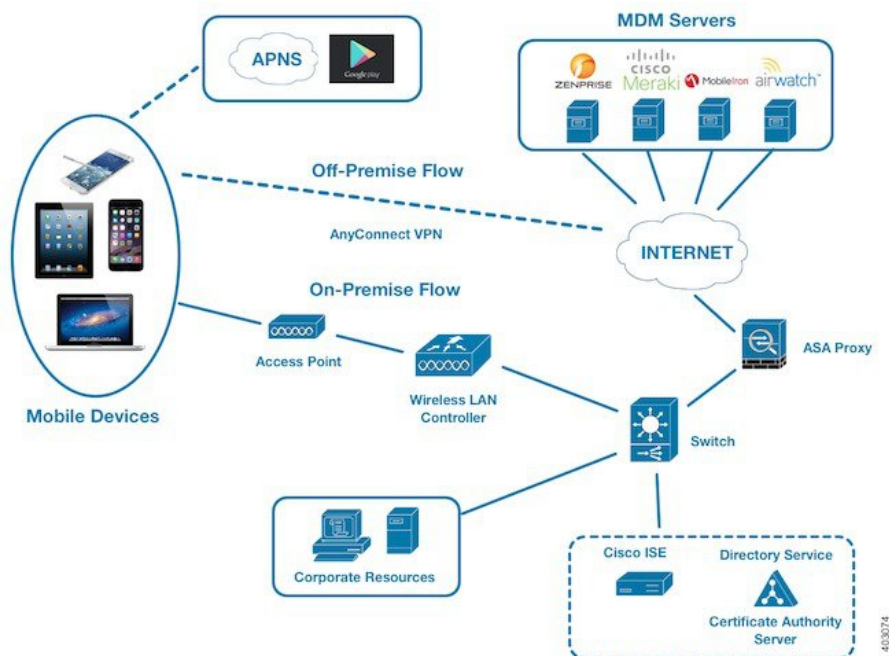 APNS
Google play
MDM Servers
ZENPRISE
CISCO
Meraki
MobileIron
airwatch™
Off-Premise Flow
AnyConnect VPN
INTERNET
On-Premise Flow
Access Point
ASA Proxy
Wireless LAN
Controller
Mobile Devices
Switch
Corporate Resources
Cisco ISE
Directory Service
Certificate Authority
Server
403074